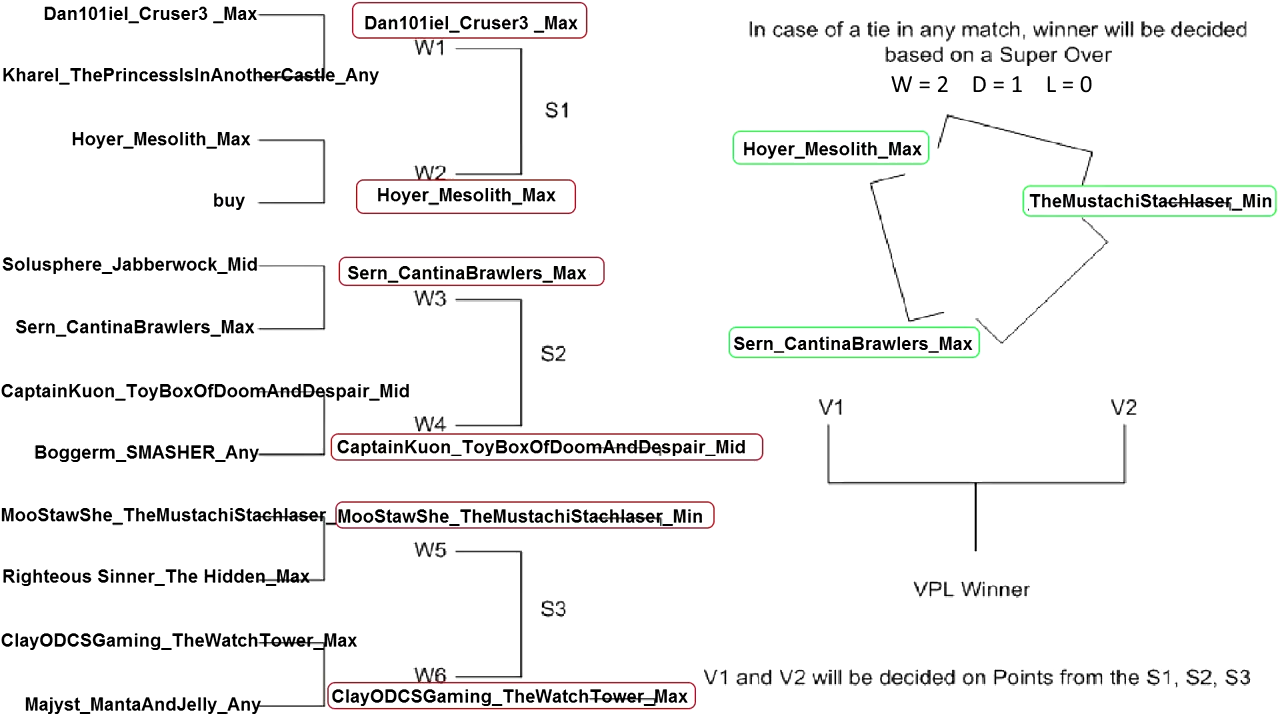 Dan101iel_Cruser3 _Max
Kharel_ThePrincessIsInAnotherCastle_Any
Hoyer_Mesolith_Max
buy
Solusphere_Jabberwock_Mid
Sern_CantinaBrawlers_Max
CaptainKuon_ToyBoxOfDoomAndDespair_Mid
Boggerm_SMASHER_Any
MooStawShe_TheMustachiStachlaser_
Righteous Sinner_The Hidden_Max
ClayODCSGaming_TheWatchTower_Max
Majyst_MantaAndJelly_Any
Dan101iel_Cruser3 _Max
W1
S1
W2
Hoyer_Mesolith_Max
Sern_CantinaBrawlers_Max
W3
S2
W4
CaptainKuon_ToyBoxOfDoomAndDespair_Mid
MooStawShe_TheMustachiStachlaser_Min
W5
S3
W6
ClayODCSGaming_TheWatchTower_Max
In case of a tie in any match, winner will be decided
based on a Super Over
W = 2 D = 1 L = 0
Hoyer_Mesolith_Max
TheMustachiStachlaser_Min
Sern_CantinaBrawlers_Max
V1 V2
VPL Winner
V1 and V2 will be decided on Points from the S1, S2, S3